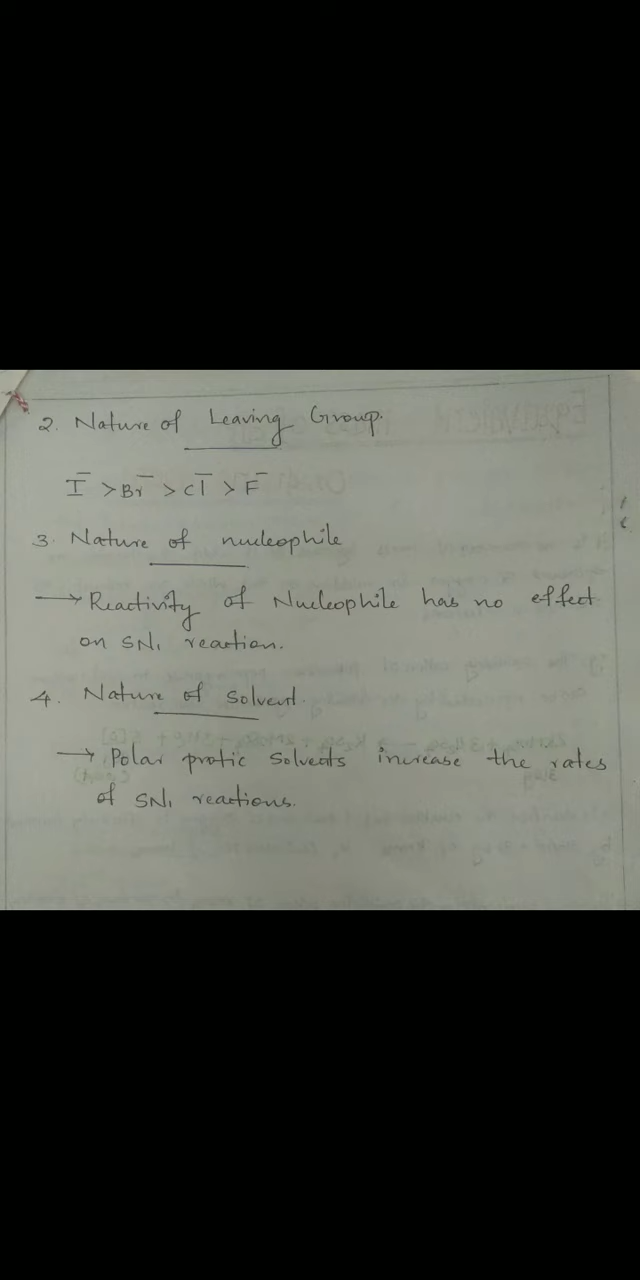 2. Nature of Leaving Group.
I⁻ > Br⁻ > Cl⁻ > F⁻
3. Nature of nucleophile
→ Reactivity of Nucleophile has no effect
on SN₁ reaction.
4. Nature of Solvent.
→ Polar protic solvents increase the rates
of SN₁ reactions.